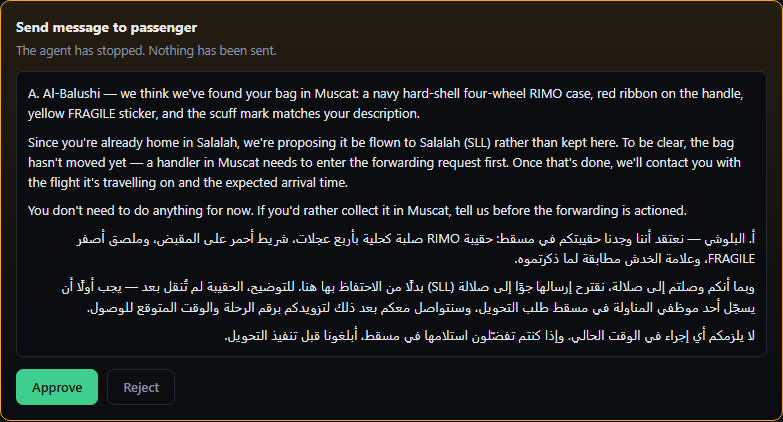 Send message to passenger
The agent has stopped. Nothing has been sent.
A. Al-Balushi — we think we've found your bag in Muscat: a navy hard-shell four-wheel RIMO case, red ribbon on the handle,
yellow FRAGILE sticker, and the scuff mark matches your description.
Since you're already home in Salalah, we're proposing it be flown to Salalah (SLL) rather than kept here. To be clear, the bag
hasn't moved yet — a handler in Muscat needs to enter the forwarding request first. Once that's done, we'll contact you with
the flight it's travelling on and the expected arrival time.
You don't need to do anything for now. If you'd rather collect it in Muscat, tell us before the forwarding is actioned.
أ. البلوشي — نعتقد أننا وجدنا حقيبتكم في مسقط: حقيبة RIMO صلبة كحلية بأربع عجلات، شريط أحمر على المقبض، وملصق أصفر
FRAGILE، وعلامة الخدش مطابقة لما ذكرتموه.
وبما أنكم وصلتم إلى صلالة، نقترح إرسالها جوًا إلى صلالة (SLL) بدلًا من الاحتفاظ بها هنا. للتوضيح، الحقيبة لم تُنقل بعد — يجب أولًا أن
يسجّل أحد موظفي المناولة في مسقط طلب التحويل، وسنتواصل معكم بعد ذلك لتزويدكم برقم الرحلة والوقت المتوقع للوصول.
لا يلزمكم أي إجراء في الوقت الحالي. وإذا كنتم تفضّلون استلامها في مسقط، أبلغونا قبل تنفيذ التحويل.
Approve
Reject